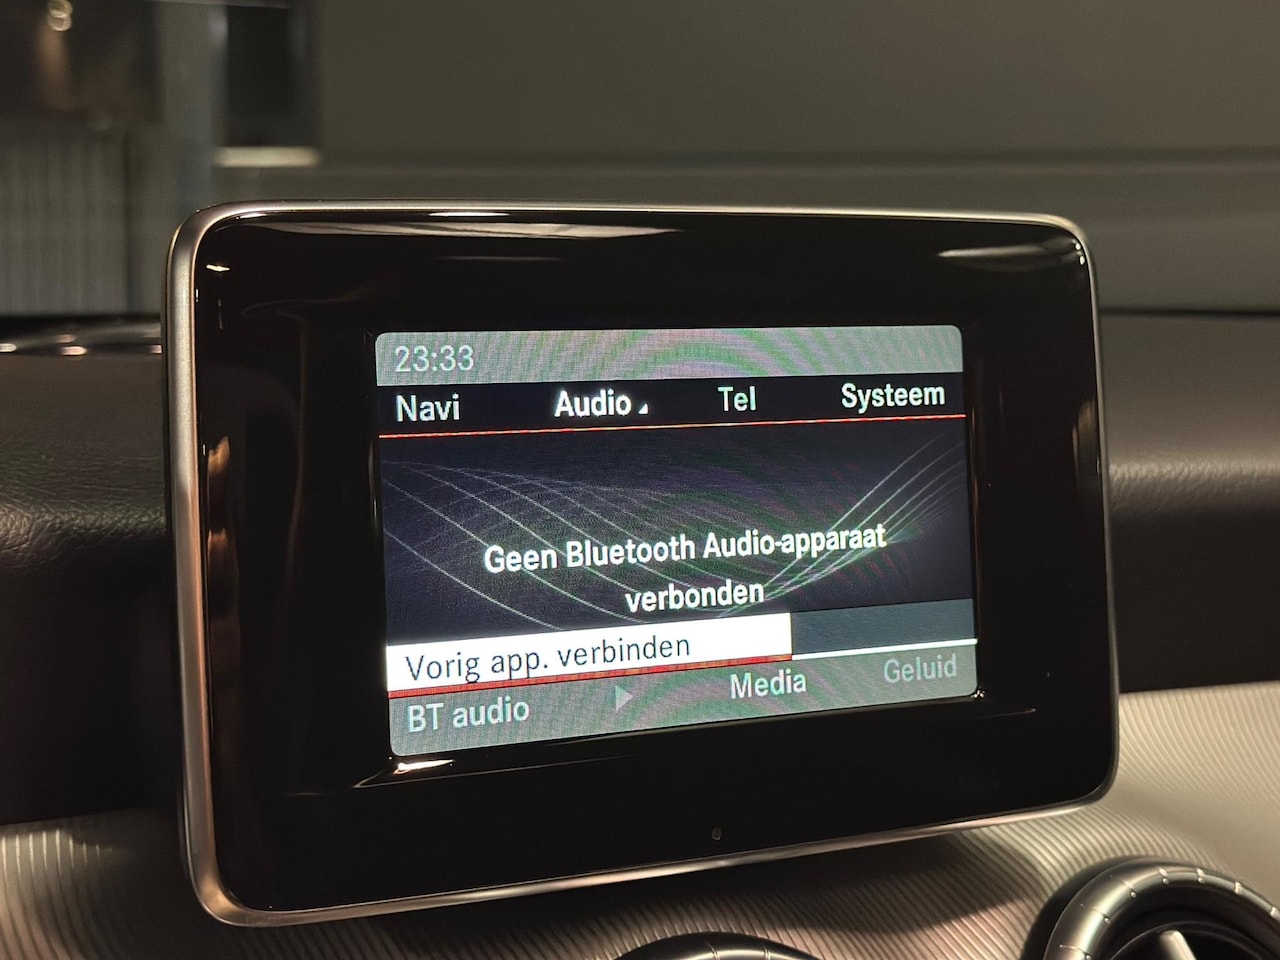 23:33
Navi Audio Tel Systeem
Geen Bluetooth Audio-apparaat
verbonden
Vorig app. verbinden
BT audio Media Geluid